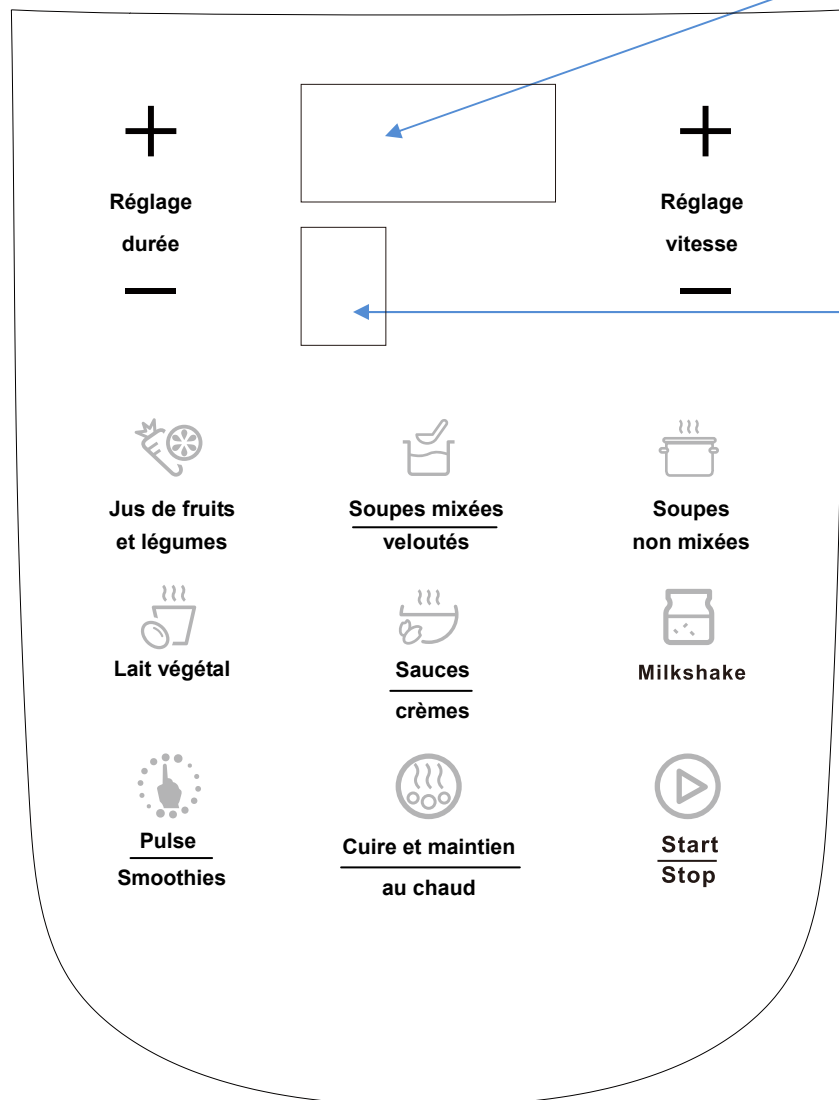 Réglage
durée
Réglage
vitesse
Jus de fruits
et légumes
Soupes mixées
veloutés
Soupes
non mixées
Lait végétal
Sauces
crèmes
Milkshake
Pulse
Smoothies
Cuire et maintien
au chaud
Start
Stop